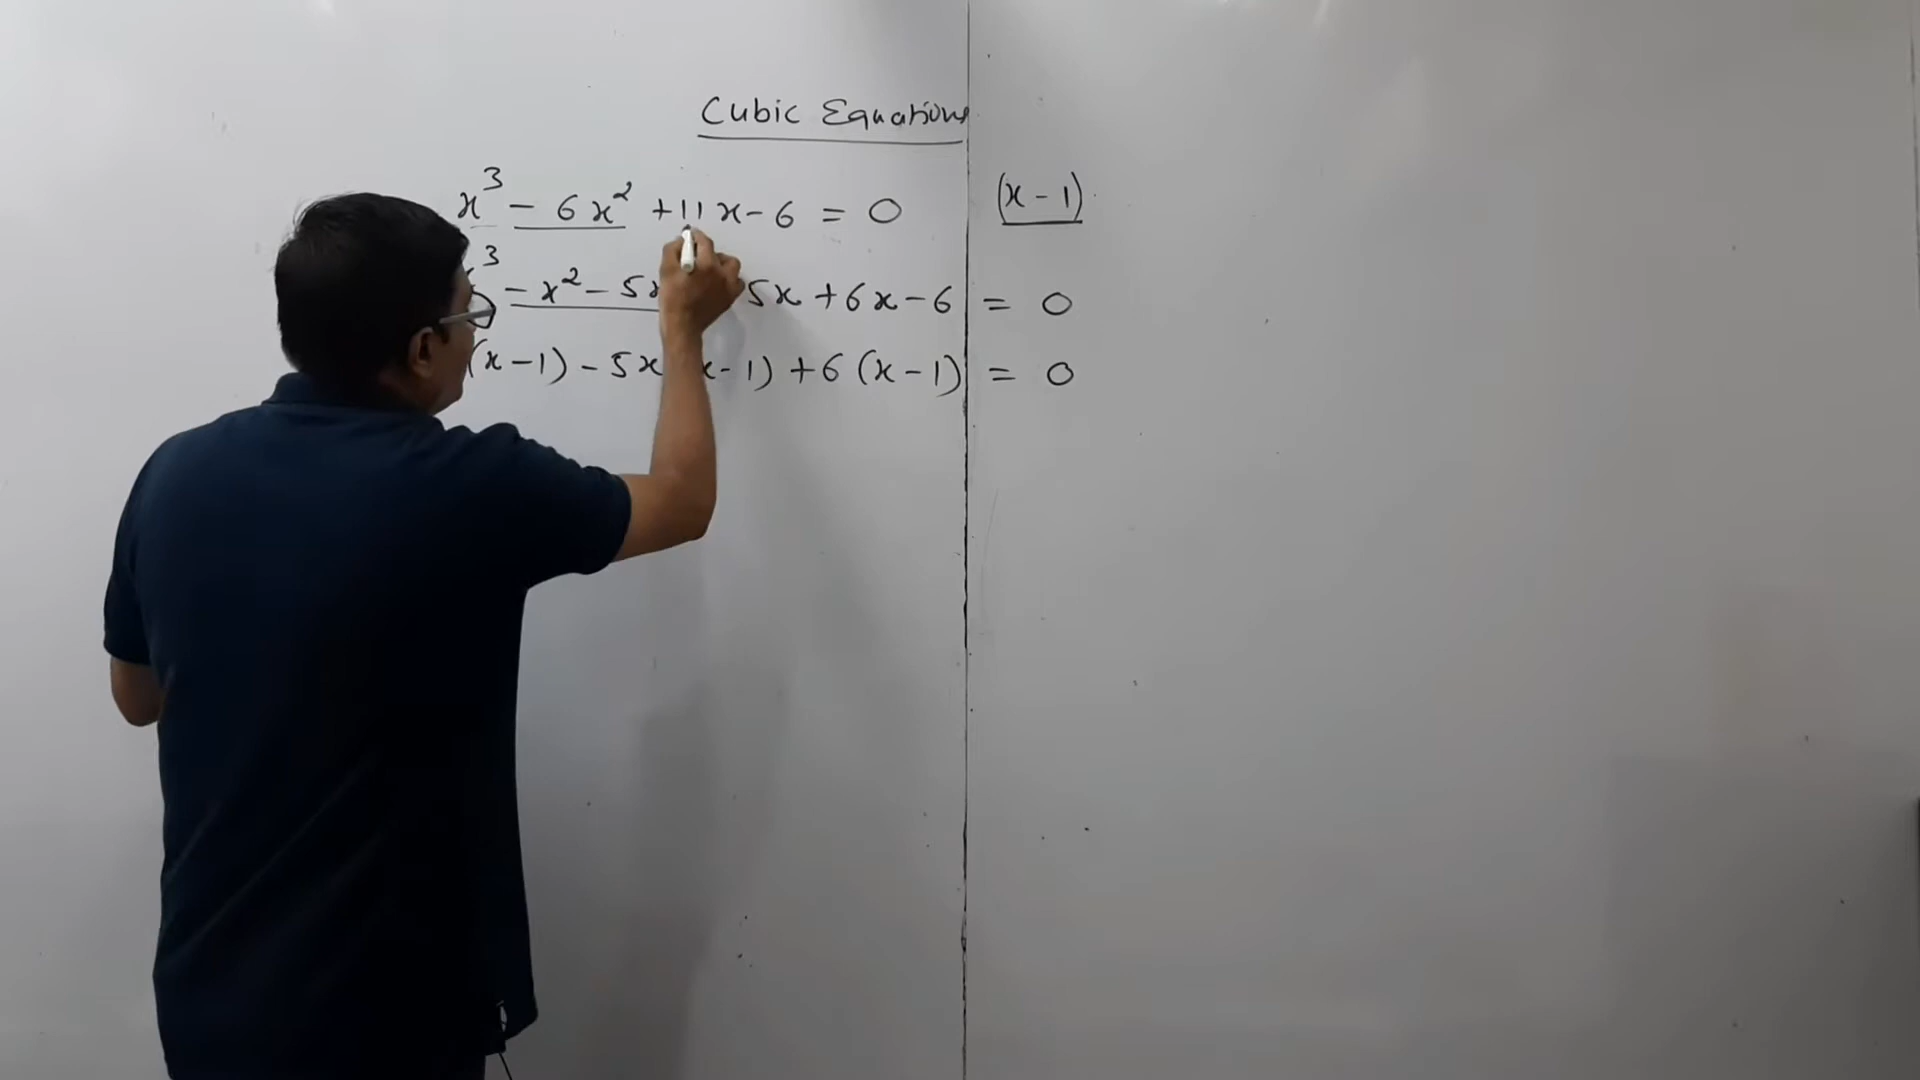 Cubic Equations
x³ - 6x² + 11x - 6 = 0 (x - 1)
³ - x² - 5x 5x + 6x - 6 = 0
(x - 1) - 5x x - 1) + 6 (x - 1) = 0